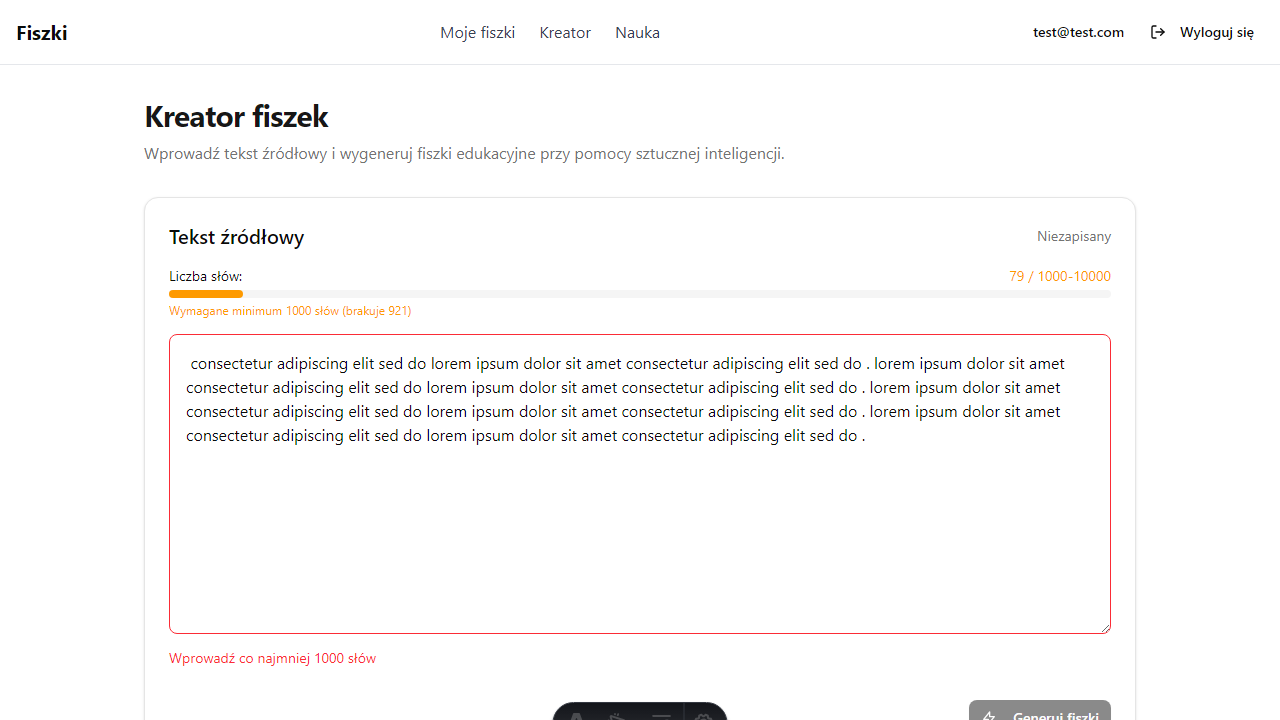 Fiszki
Moje fiszki Kreator Nauka
test@test.com Wyloguj się
Kreator fiszek
Wprowadź tekst źródłowy i wygeneruj fiszki edukacyjne przy pomocy sztucznej inteligencji.
Tekst źródłowy
Niezapisany
Liczba słów:
79 / 1000-10000
Wymagane minimum 1000 słów (brakuje 921)
consectetur adipiscing elit sed do lorem ipsum dolor sit amet consectetur adipiscing elit sed do . lorem ipsum dolor sit amet
consectetur adipiscing elit sed do lorem ipsum dolor sit amet consectetur adipiscing elit sed do . lorem ipsum dolor sit amet
consectetur adipiscing elit sed do lorem ipsum dolor sit amet consectetur adipiscing elit sed do . lorem ipsum dolor sit amet
consectetur adipiscing elit sed do lorem ipsum dolor sit amet consectetur adipiscing elit sed do .
Wprowadź co najmniej 1000 słów
Generuj fiszki